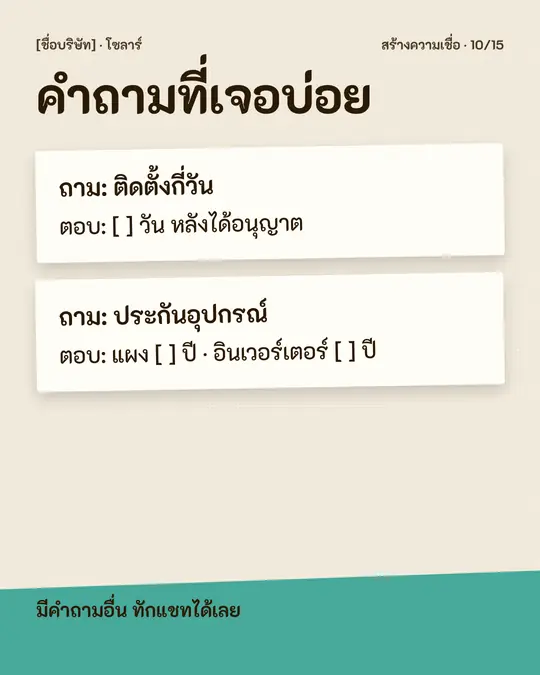 [ชื่อบริษัท] · โซลาร์
สร้างความเชื่อ · 10/15
คำถามที่เจอบ่อย
ถาม: ติดตั้งกี่วัน
ตอบ: [ ] วัน หลังได้อนุญาต
ถาม: ประกันอุปกรณ์
ตอบ: แผง [ ] ปี · อินเวอร์เตอร์ [ ] ปี
มีคำถามอื่น ทักแชทได้เลย